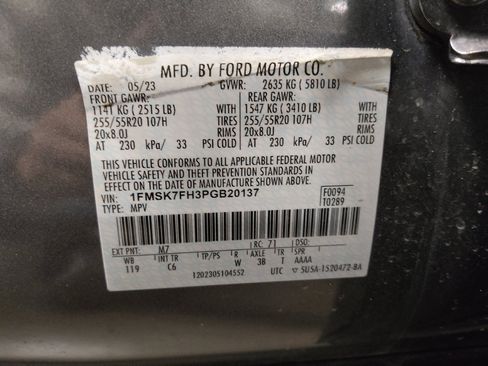 MFD. BY FORD MOTOR CO.
DATE: 05/23 GVWR: 2635 KG ( 5810 LB)
FRONT GAWR: REAR GAWR:
1141 KG ( 2515 LB) WITH 1547 KG ( 3410 LB) WITH
255/55R20 107H TIRES 255/55R20 107H TIRES
20x8.0J RIMS 20x8.0J RIMS
AT 230 kPa/ 33 PSI COLD AT 230 kPa/ 33 PSI COLD
THIS VEHICLE CONFORMS TO ALL APPLICABLE FEDERAL MOTOR
VEHICLE SAFETY AND THEFT PREVENTION STANDARDS IN
EFFECT ON THE DATE OF MANUFACTURE SHOWN ABOVE.
VIN: 1FMSK7FH3PGB20137 F0094
TYPE: MPV T0289
EXT PNT: M7 RC: 71 DSO:
WB INT TR TP/PS R AX TR SPR
119 C6 W 3B T AAAA
1202305104552 UTC 5U5A-1520472-BA